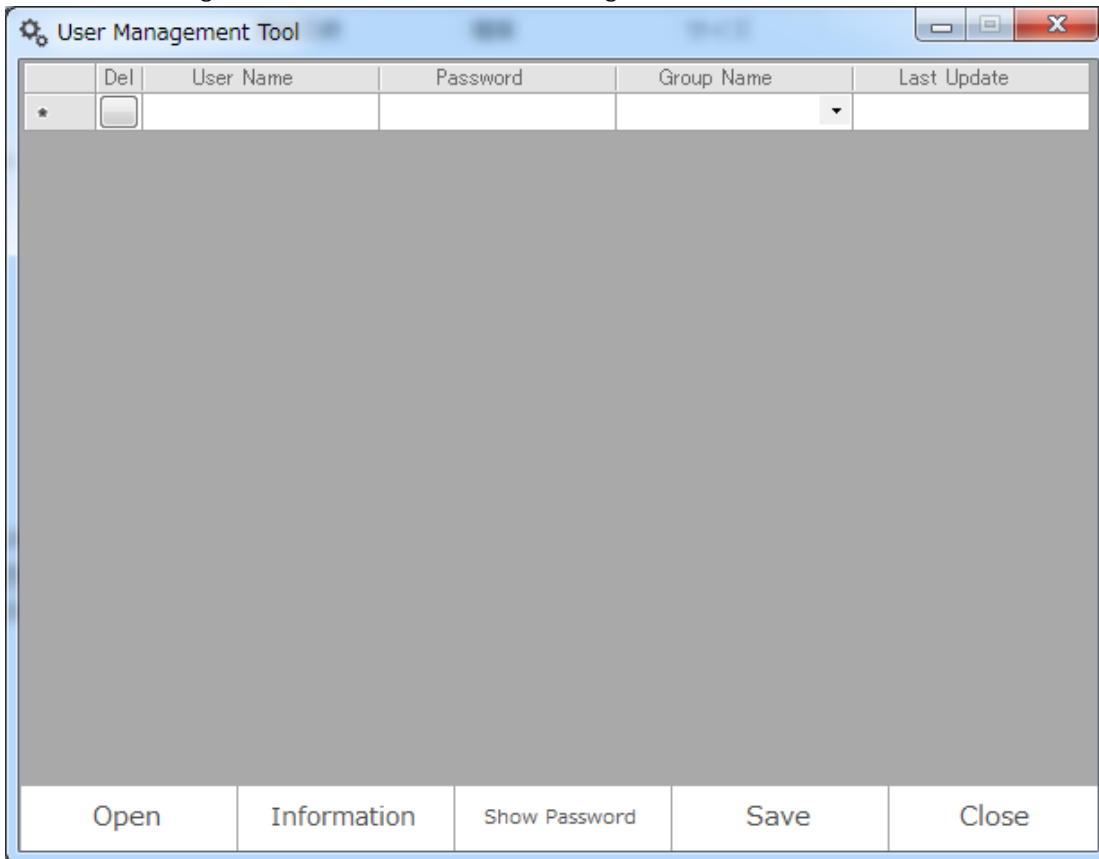 User Management Tool
Del User Name Password Group Name Last Update
*
Open Information Show Password Save Close